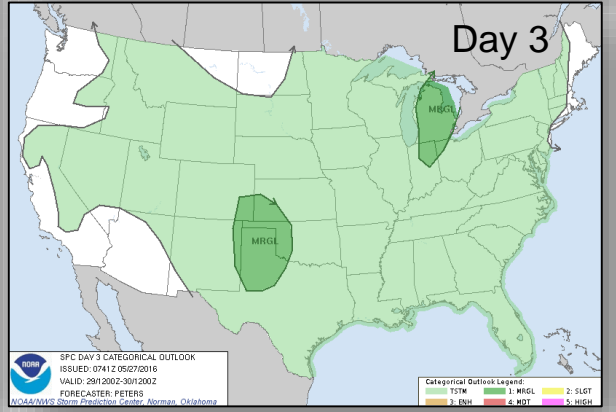 Day 3
MRGL
MRGL
NOAA
SPC DAY 3 CATEGORICAL OUTLOOK
ISSUED: 0741Z 05/27/2016
VALID: 29/1200Z-30/1200Z
FORECASTER: PETERS
NOAA/NWS Storm Prediction Center, Norman, Oklahoma
Categorical Outlook Legend:
TSTM 1: MRGL 2: SLGT
3: ENH 4: MDT 5: HIGH